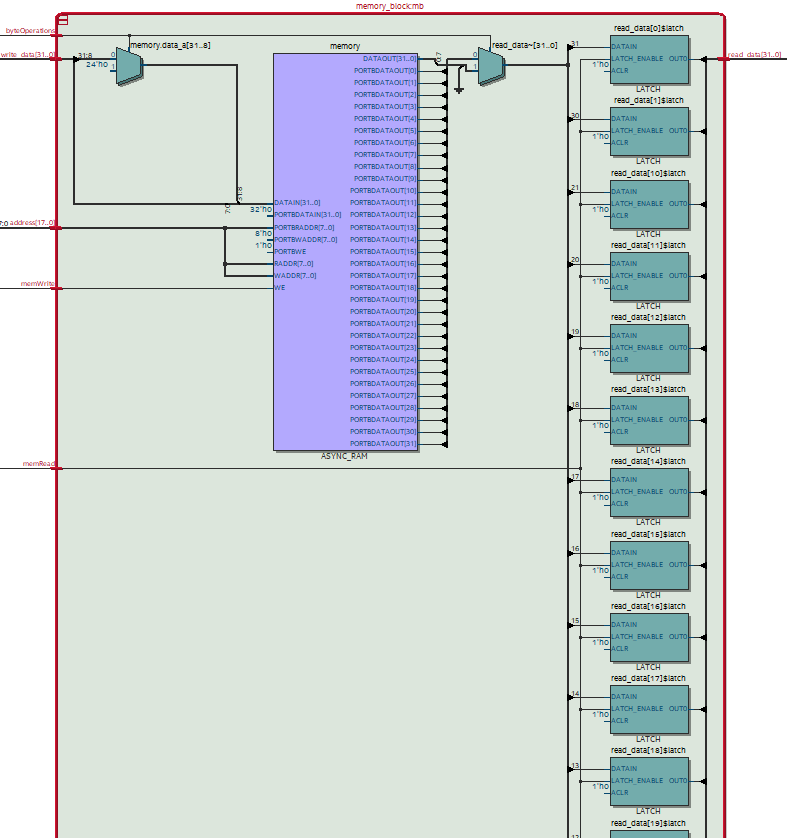 memory_block:mb
byteOperations
write_data[31..0]
31:8
24'h0
0
1
memory.data_a[31..8]
7:0
31:8
7:0 address[17..0]
memWrite
memRead
memory
DATAIN[31..0]
32'h0
PORTBDATAIN[31..0]
PORTBRADDR[7..0]
8'h0
PORTBWADDR[7..0]
1'h0
PORTBWE
RADDR[7..0]
WADDR[7..0]
WE
DATAOUT[31..0]
PORTBDATAOUT[0]
PORTBDATAOUT[1]
PORTBDATAOUT[2]
PORTBDATAOUT[3]
PORTBDATAOUT[4]
PORTBDATAOUT[5]
PORTBDATAOUT[6]
PORTBDATAOUT[7]
PORTBDATAOUT[8]
PORTBDATAOUT[9]
PORTBDATAOUT[10]
PORTBDATAOUT[11]
PORTBDATAOUT[12]
PORTBDATAOUT[13]
PORTBDATAOUT[14]
PORTBDATAOUT[16]
PORTBDATAOUT[17]
PORTBDATAOUT[18]
PORTBDATAOUT[19]
PORTBDATAOUT[20]
PORTBDATAOUT[21]
PORTBDATAOUT[22]
PORTBDATAOUT[23]
PORTBDATAOUT[24]
PORTBDATAOUT[25]
PORTBDATAOUT[26]
PORTBDATAOUT[27]
PORTBDATAOUT[28]
PORTBDATAOUT[29]
PORTBDATAOUT[30]
PORTBDATAOUT[31]
ASYNC_RAM
read_data~[31..0]
0
1
read_data[31..0]
read_data[0]$latch
31
DATAIN
LATCH_ENABLE OUT0
1'h0
ACLR
LATCH
read_data[1]$latch
30
DATAIN
LATCH_ENABLE OUT0
1'h0
ACLR
LATCH
read_data[10]$latch
21
DATAIN
LATCH_ENABLE OUT0
1'h0
ACLR
LATCH
read_data[11]$latch
20
DATAIN
LATCH_ENABLE OUT0
1'h0
ACLR
LATCH
read_data[12]$latch
19
DATAIN
LATCH_ENABLE OUT0
1'h0
ACLR
LATCH
read_data[13]$latch
18
DATAIN
LATCH_ENABLE OUT0
1'h0
ACLR
LATCH
read_data[14]$latch
17
DATAIN
LATCH_ENABLE OUT0
1'h0
ACLR
LATCH
read_data[15]$latch
16
DATAIN
LATCH_ENABLE OUT0
1'h0
ACLR
LATCH
read_data[16]$latch
15
DATAIN
LATCH_ENABLE OUT0
1'h0
ACLR
LATCH
read_data[17]$latch
14
DATAIN
LATCH_ENABLE OUT0
1'h0
ACLR
LATCH
read_data[18]$latch
13
DATAIN
LATCH_ENABLE OUT0
1'h0
ACLR
LATCH
read_data[19]$latch